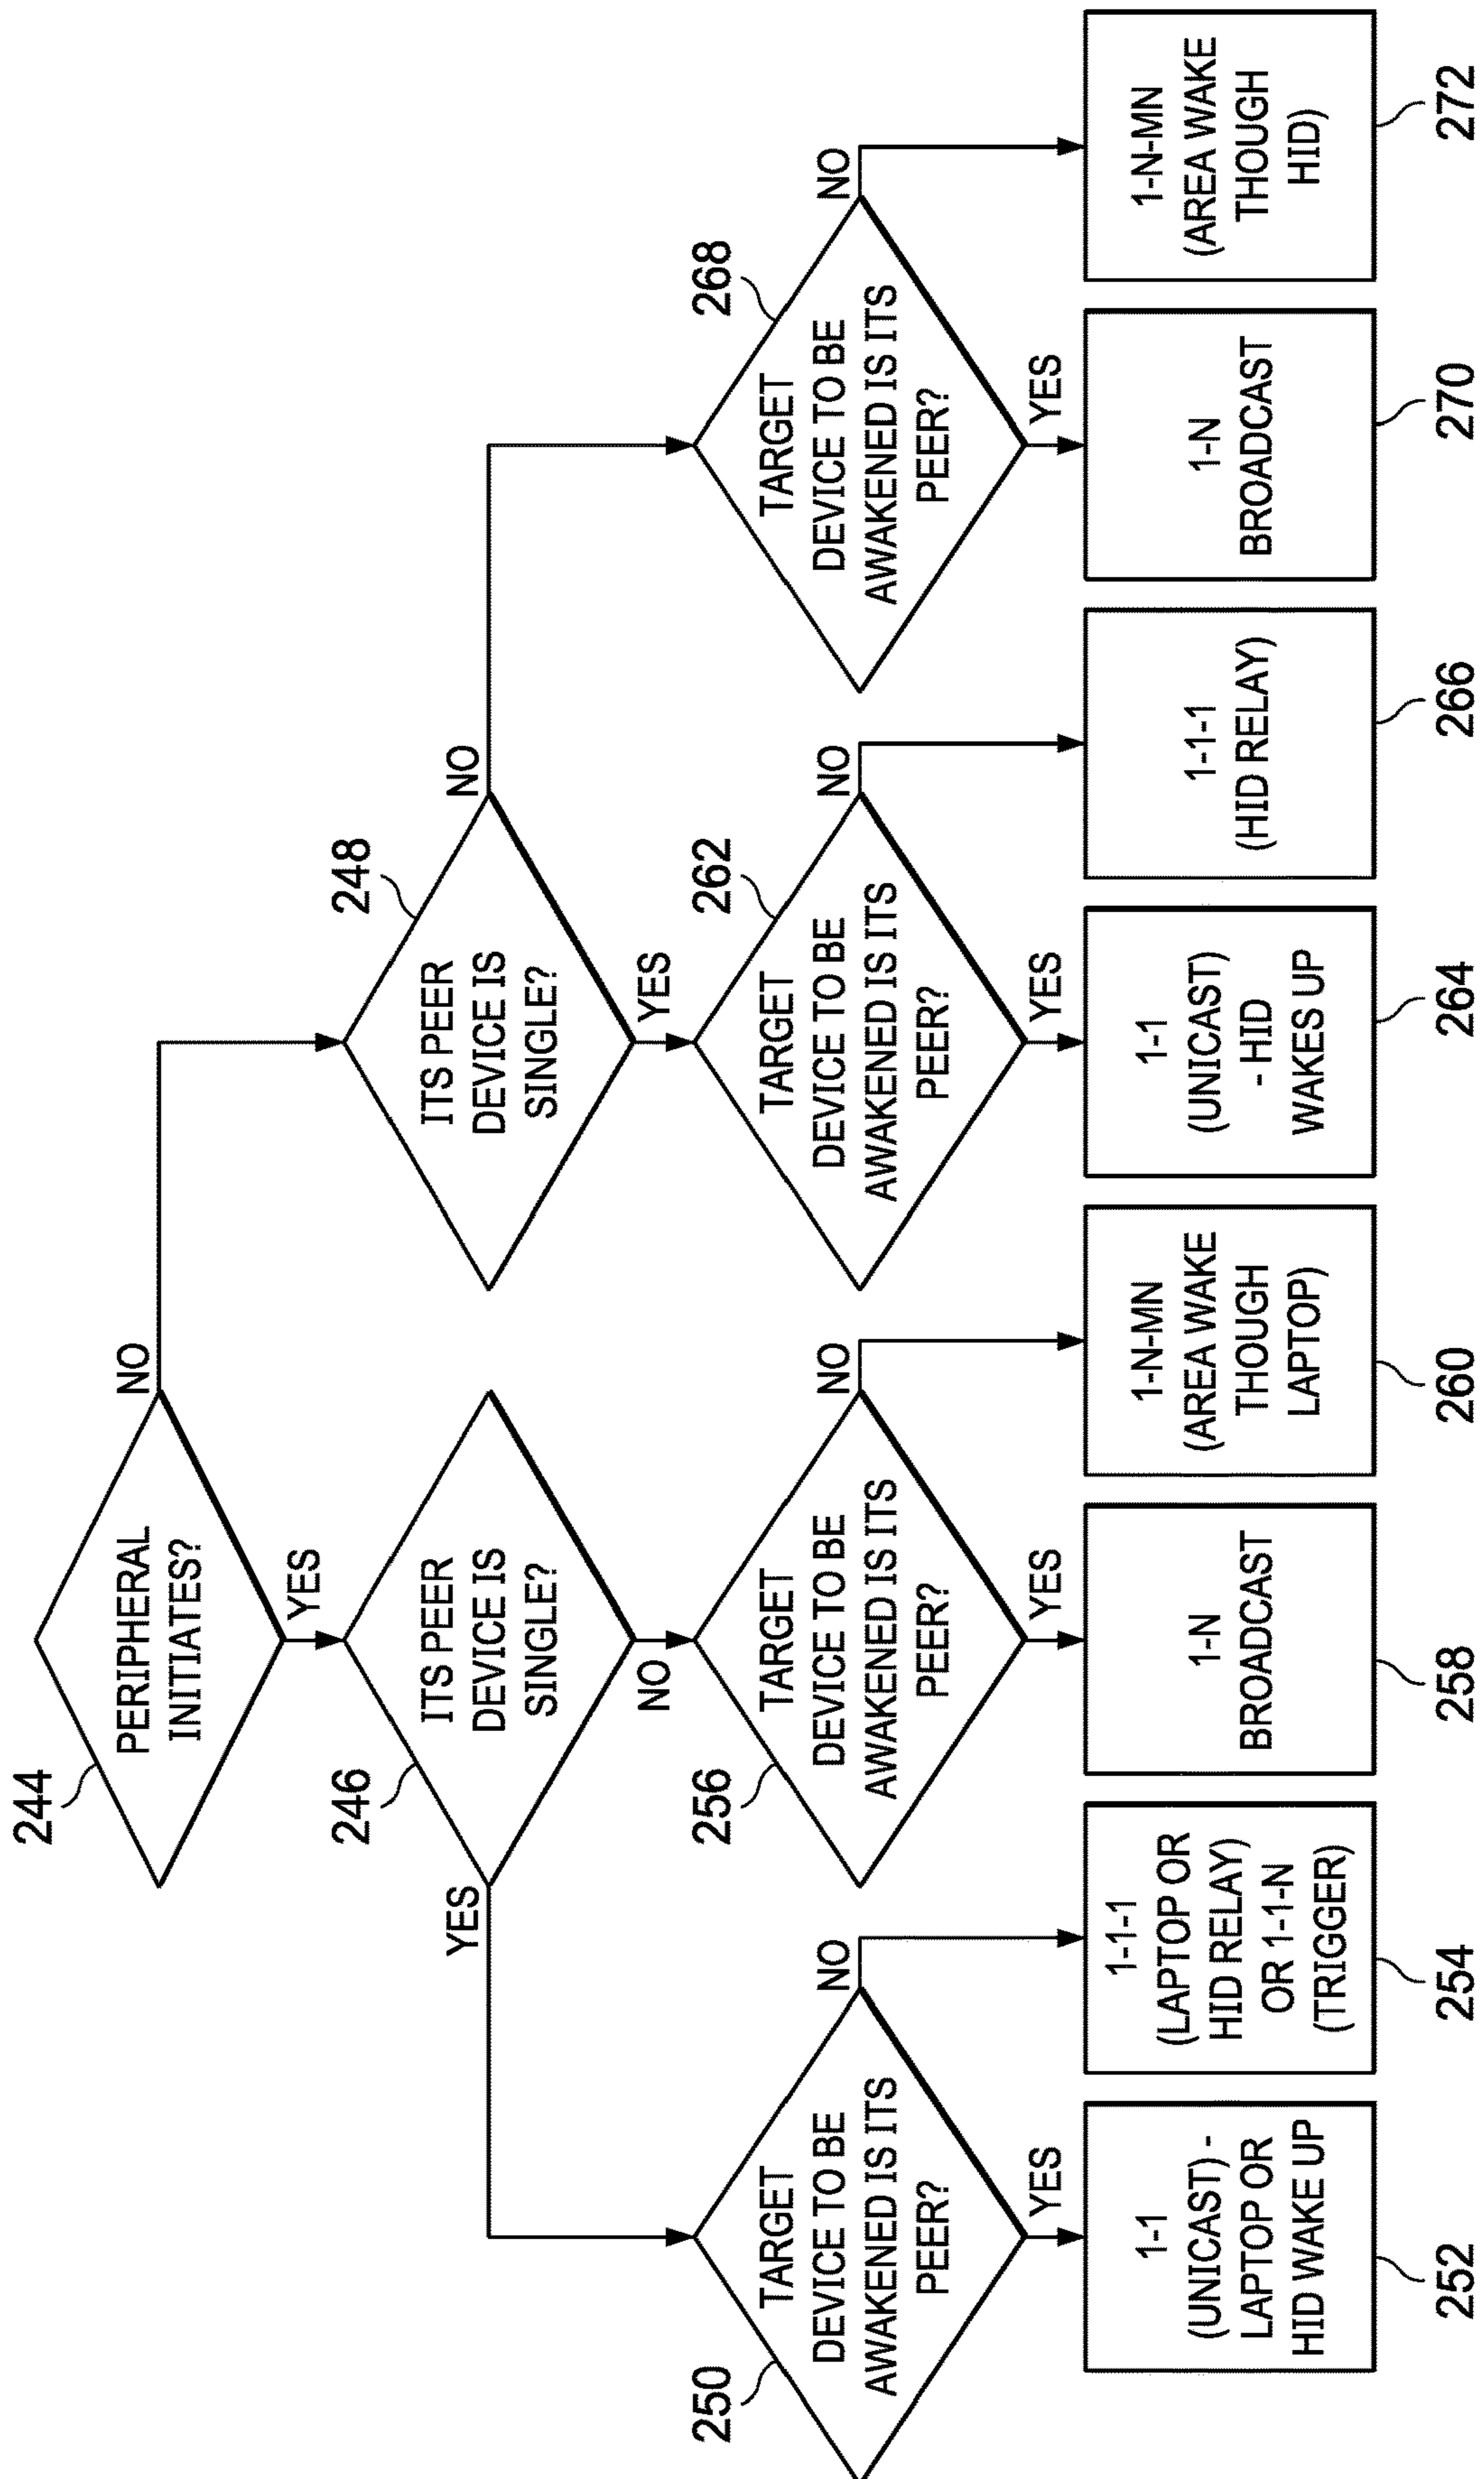 244
PERIPHERAL
INITIATES?
NO
YES
246
ITS PEER
DEVICE IS
SINGLE?
YES
NO
248
ITS PEER
DEVICE IS
SINGLE?
NO
YES
250
TARGET
DEVICE TO BE
AWAKENED IS ITS
PEER?
NO
YES
256
TARGET
DEVICE TO BE
AWAKENED IS ITS
PEER?
NO
YES
262
TARGET
DEVICE TO BE
AWAKENED IS ITS
PEER?
NO
YES
268
TARGET
DEVICE TO BE
AWAKENED IS ITS
PEER?
NO
YES
1-1
(UNICAST) -
LAPTOP OR
HID WAKE UP
252
1-1-1
(LAPTOP OR
HID RELAY)
OR 1-1-N
(TRIGGER)
254
1-N
BROADCAST
258
1-N-MN
(AREA WAKE
THOUGH
LAPTOP)
260
1-1
(UNICAST)
- HID
WAKES UP
264
1-1-1
(HID RELAY)
266
1-N
BROADCAST
270
1-N-MN
(AREA WAKE
THOUGH
HID)
272